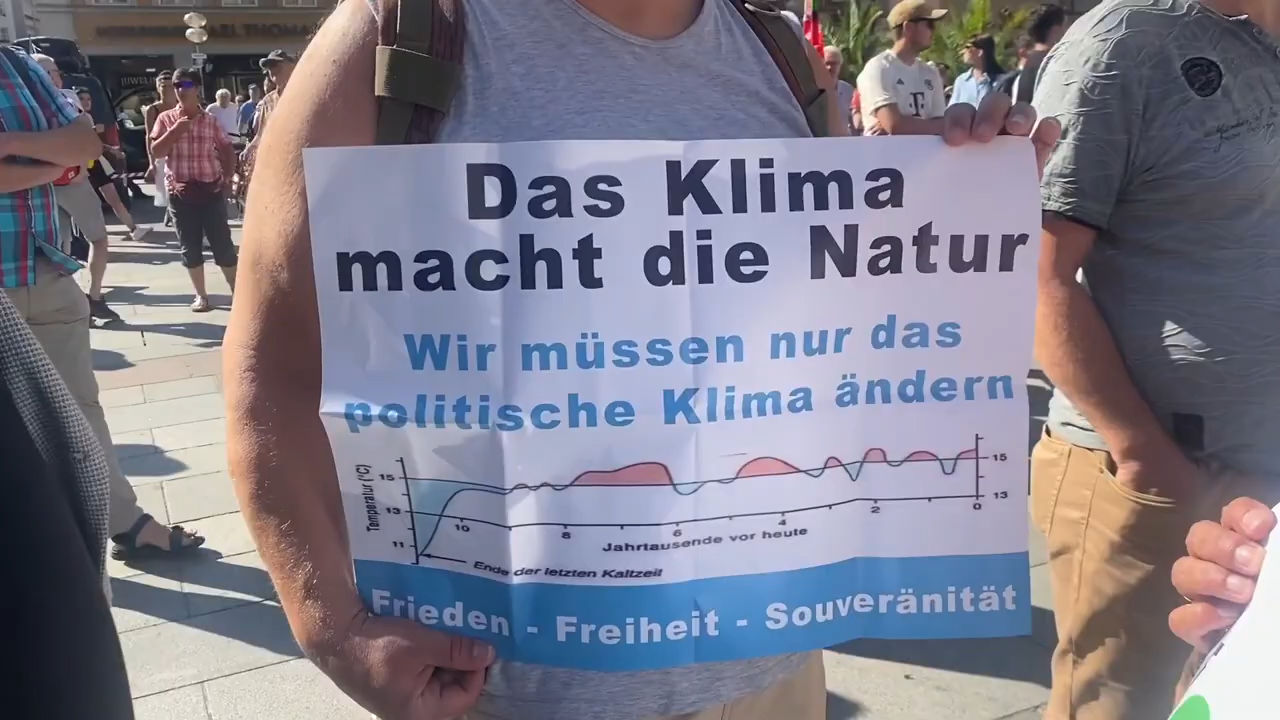 JUWELIER
Das Klima
macht die Natur
Wir müssen nur das
politische Klima ändern
Temperatur (°C)
15
13
11
10
8
6
4
2
0
15
13
Jahrtausende vor heute
Ende der letzten Kaltzeit
Frieden - Freiheit - Souveränität
T